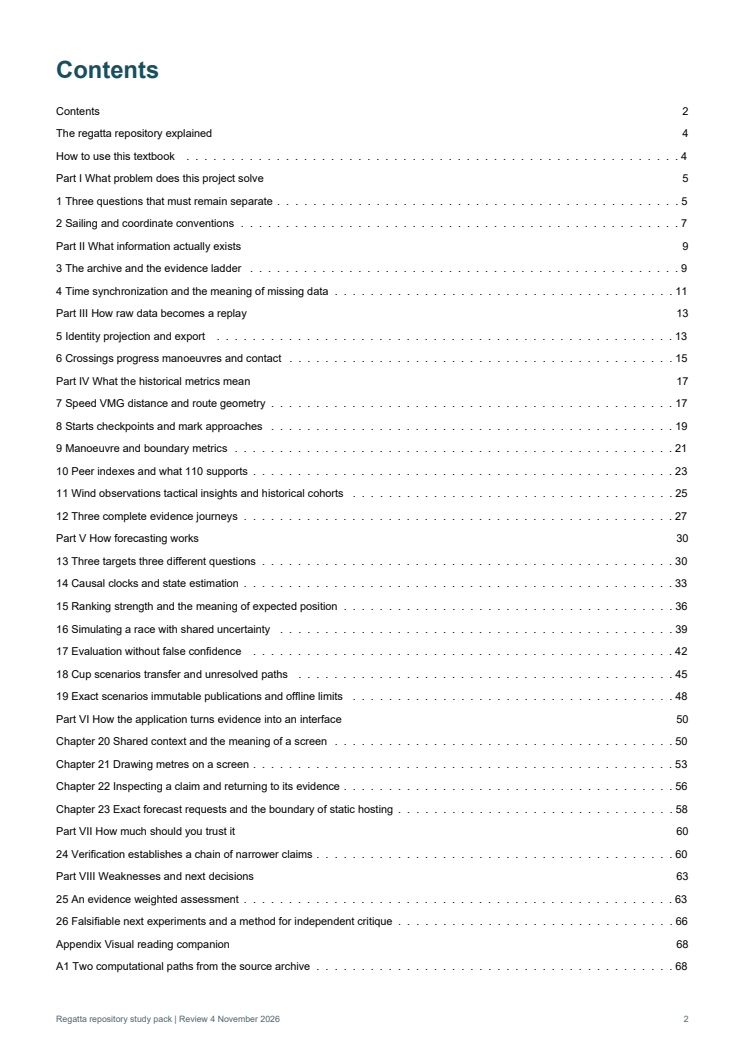 Contents
Contents 2
The regatta repository explained 4
How to use this textbook . . . . . . . . . . . . . . . . . . . . . . . . . . . . . . . . . 4
Part I What problem does this project solve 5
1 Three questions that must remain separate . . . . . . . . . . . . . . . . . . . . . . . . 5
2 Sailing and coordinate conventions . . . . . . . . . . . . . . . . . . . . . . . . 7
Part II What information actually exists 9
3 The archive and the evidence ladder . . . . . . . . . . . . . . . . . . . . . . . . 9
4 Time synchronization and the meaning of missing data . . . . . . . . . . . . . . . . . . . . 11
Part III How raw data becomes a replay 13
5 Identity projection and export . . . . . . . . . . . . . . . . . . . . . . . . 13
6 Crossings progress manoeuvres and contact . . . . . . . . . . . . . . . . . . . . . . . . 15
Part IV What the historical metrics mean 17
7 Speed VMG distance and route geometry . . . . . . . . . . . . . . . . . . . . . . . . 17
8 Starts checkpoints and mark approaches . . . . . . . . . . . . . . . . . . . . . . . . 19
9 Manoeuvre and boundary metrics . . . . . . . . . . . . . . . . . . . . . . . . 21
10 Peer indexes and what 110 supports . . . . . . . . . . . . . . . . . . . . . . . . 23
11 Wind observations tactical insights and historical cohorts . . . . . . . . . . . . . . . . . . . . 25
12 Three complete evidence journeys . . . . . . . . . . . . . . . . . . . . . . . . 27
Part V How forecasting works 30
13 Three targets three different questions . . . . . . . . . . . . . . . . . . . . . . . . 30
14 Causal clocks and state estimation . . . . . . . . . . . . . . . . . . . . . . . . 33
15 Ranking strength and the meaning of expected position . . . . . . . . . . . . . . . . . . . . 36
16 Simulating a race with shared uncertainty . . . . . . . . . . . . . . . . . . . . . . . . 39
17 Evaluation without false confidence . . . . . . . . . . . . . . . . . . . . . . . . 42
18 Cup scenarios transfer and unresolved paths . . . . . . . . . . . . . . . . . . . . . . . . 45
19 Exact scenarios immutable publications and offline limits . . . . . . . . . . . . . . . . . . . . 48
Part VI How the application turns evidence into an interface 50
Chapter 20 Shared context and the meaning of a screen . . . . . . . . . . . . . . . . . . . . 50
Chapter 21 Drawing metres on a screen . . . . . . . . . . . . . . . . . . . . . . . . 53
Chapter 22 Inspecting a claim and returning to its evidence . . . . . . . . . . . . . . . . . . . . 56
Chapter 23 Exact forecast requests and the boundary of static hosting . . . . . . . . . . . . . . . . 58
Part VII How much should you trust it 60
24 Verification establishes a chain of narrower claims . . . . . . . . . . . . . . . . . . . . 60
Part VIII Weaknesses and next decisions 63
25 An evidence weighted assessment . . . . . . . . . . . . . . . . . . . . . . . . 63
26 Falsifiable next experiments and a method for independent critique . . . . . . . . . . . . . . . . 66
Appendix Visual reading companion 68
A1 Two computational paths from the source archive . . . . . . . . . . . . . . . . . . . . 68
Regatta repository study pack | Review 4 November 2026 2